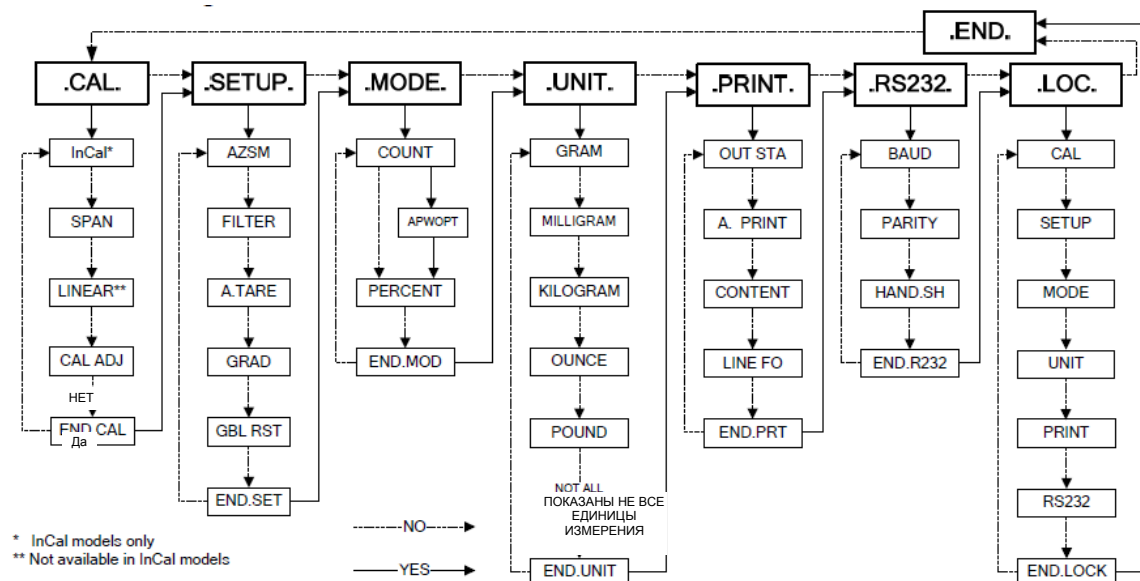 .END.
.CAL.
.SETUP.
.MODE.
.UNIT.
.PRINT.
.RS232.
.LOC.
InCal*
SPAN
LINEAR**
CAL ADJ
НЕТ
END CAL
Да
AZSM
FILTER
A.TARE
GRAD
GBL RST
END.SET
COUNT
APWOPT
PERCENT
END.MOD
GRAM
MILLIGRAM
KILOGRAM
OUNCE
POUND
NOT ALL
ПОКАЗАНЫ НЕ ВСЕ
ЕДИНИЦЫ
ИЗМЕРЕНИЯ
END.UNIT
OUT STA
A. PRINT
CONTENT
LINE FO
END.PRT
BAUD
PARITY
HAND.SH
END.R232
CAL
SETUP
MODE
UNIT
PRINT
RS232
END.LOCK
NO
YES
* InCal models only
** Not available in InCal models